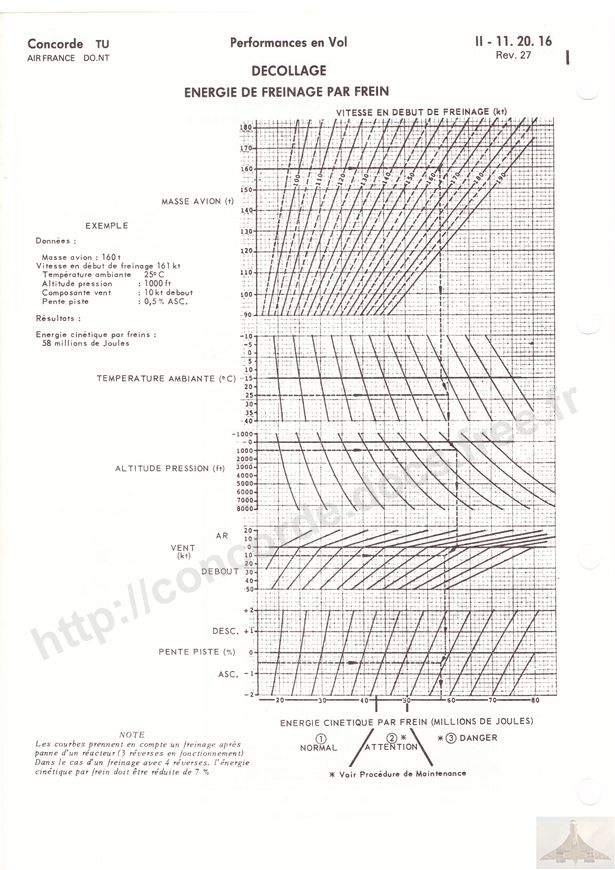 Concorde TU
AIR FRANCE DO.NT
Performances en Vol
II - 11. 20. 16
Rev. 27
DECOLLAGE
ENERGIE DE FREINAGE PAR FREIN
VITESSE EN DEBUT DE FREINAGE (kt)
180
170
160
150
140
130
120
110
100
90
100
110
120
130
140
150
160
170
180
190
MASSE AVION (t)
EXEMPLE
Données :
Masse avion : 160 t
Vitesse en début de freinage 161 kt
Température ambiante 25° C
Altitude pression : 1000 ft
Composante vent : 10 kt debout
Pente piste : 0,5 % ASC.
Résultats :
Energie cinétique par freins :
58 millions de Joules
TEMPERATURE AMBIANTE (°C)
-10
-5
0
5
10
-15
20
25
30
35
-40
ALTITUDE PRESSION (ft)
-1000
0
1000
2000
3000
4000
5000
6000
7000
8000
AR
VENT
(kt)
DEBOUT
20
10
0
10
20
30
40
50
DESC.
PENTE PISTE (%)
ASC.
+2
+1
0
-1
-2
20
30
40
50
60
70
80
ENERGIE CINETIQUE PAR FREIN (MILLIONS DE JOULES)
1 NORMAL
2 * ATTENTION
* 3 DANGER
* Voir Procédure de Maintenance
NOTE
Les courbes prennent en compte un freinage après
panne d'un réacteur (3 réverses en fonctionnement)
Dans le cas d'un freinage avec 4 réverses. l'énergie
cinétique par frein doit être réduite de 7 %
http://concorde.docs.free.fr